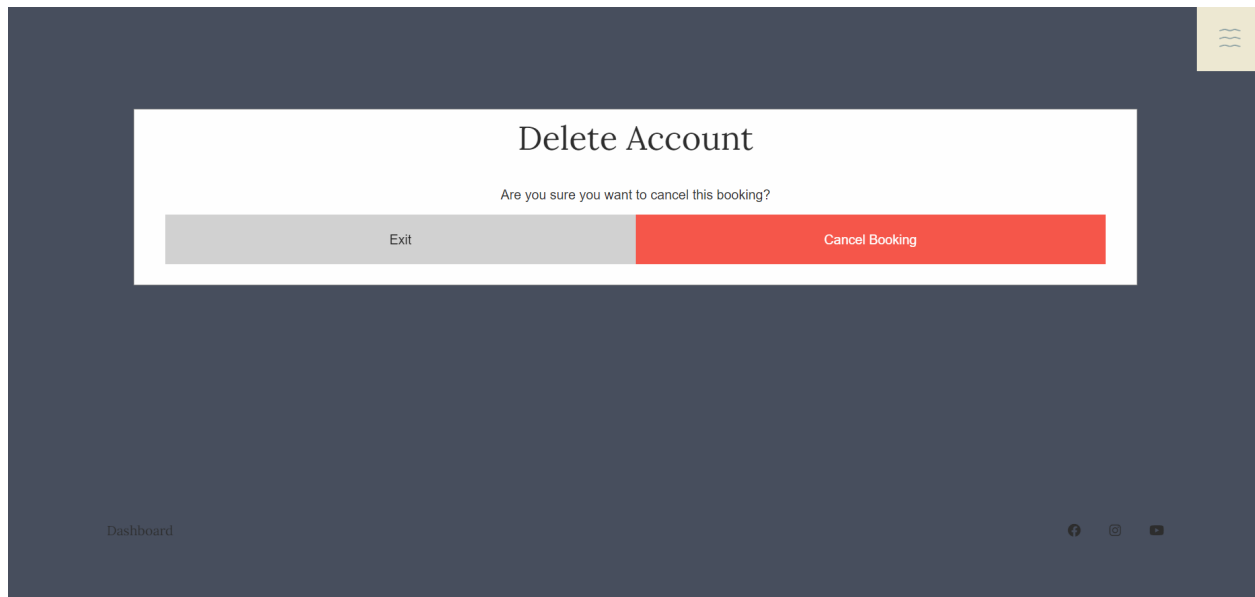 Delete Account
Are you sure you want to cancel this booking?
Exit
Cancel Booking
Dashboard